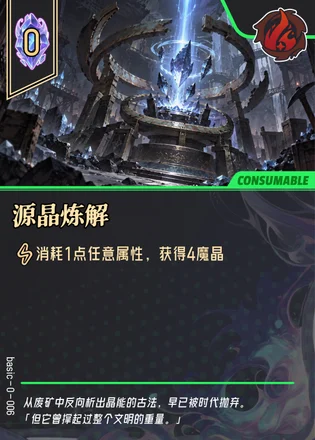 0
CONSUMABLE
源晶炼解
消耗1点任意属性，获得4魔晶
basic-0-006
从废矿中反向析出晶能的古法，早已被时代抛弃。
「但它曾撑起过整个文明的重量。」